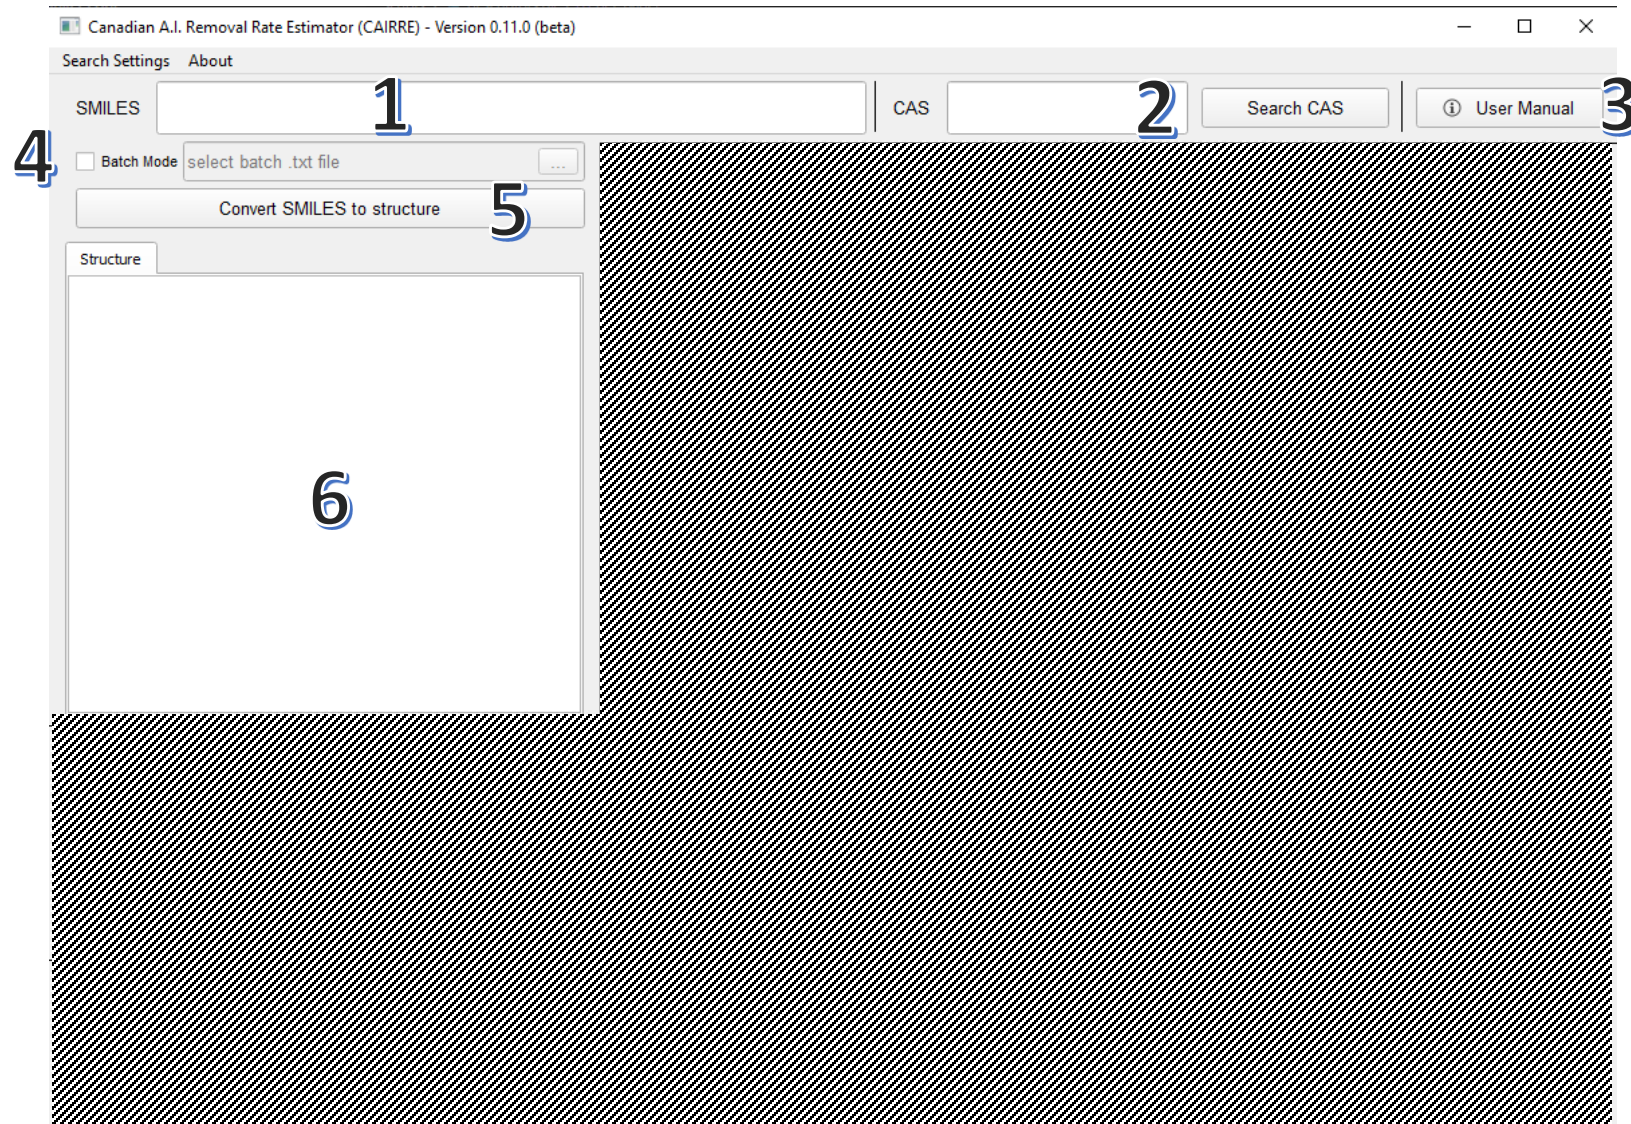 Canadian A.I. Removal Rate Estimator (CAIRRE) - Version 0.11.0 (beta)
Search Settings About
SMILES 1 CAS 2 Search CAS User Manual 3
4 Batch Mode select batch .txt file ...
Convert SMILES to structure 5
Structure
6